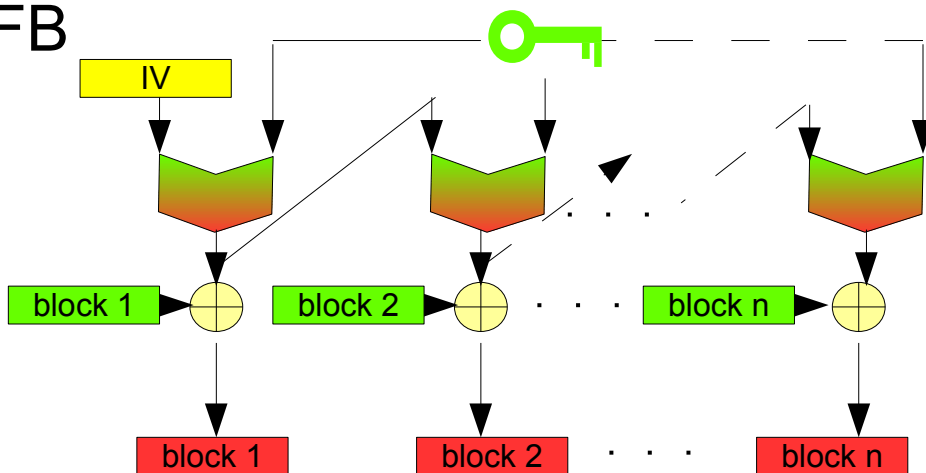 FB
IV
block 1 block 2 . . . block n
. . .
block 1 block 2 . . . block n